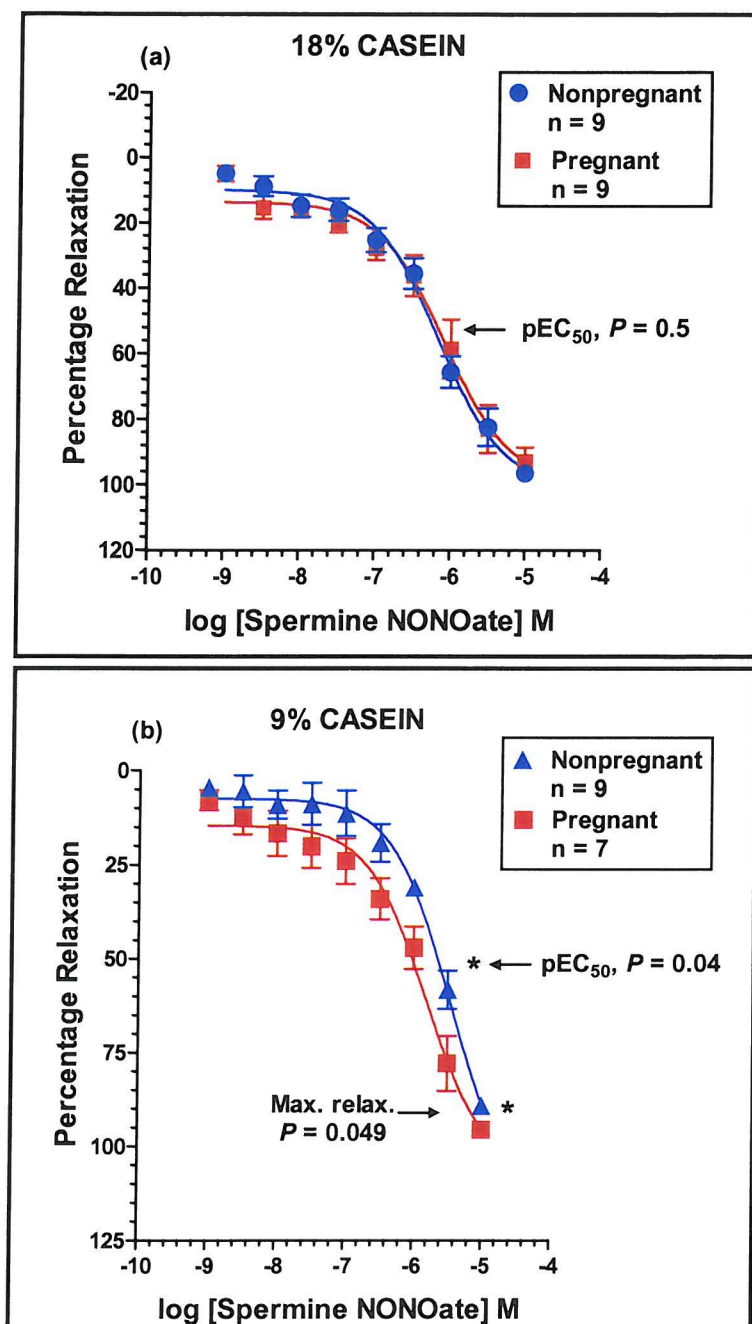 (a)
18% CASEIN
Nonpregnant
n = 9
Pregnant
n = 9
-20
0
20
40
60
80
100
120
Percentage Relaxation
pEC50, P = 0.5
-10
-9
-8
-7
-6
-5
-4
log [Spermine NONOate] M
(b)
9% CASEIN
Nonpregnant
n = 9
Pregnant
n = 7
0
25
50
75
100
125
Percentage Relaxation
* pEC50, P = 0.04
Max. relax.
P = 0.049
*
-10
-9
-8
-7
-6
-5
-4
log [Spermine NONOate] M